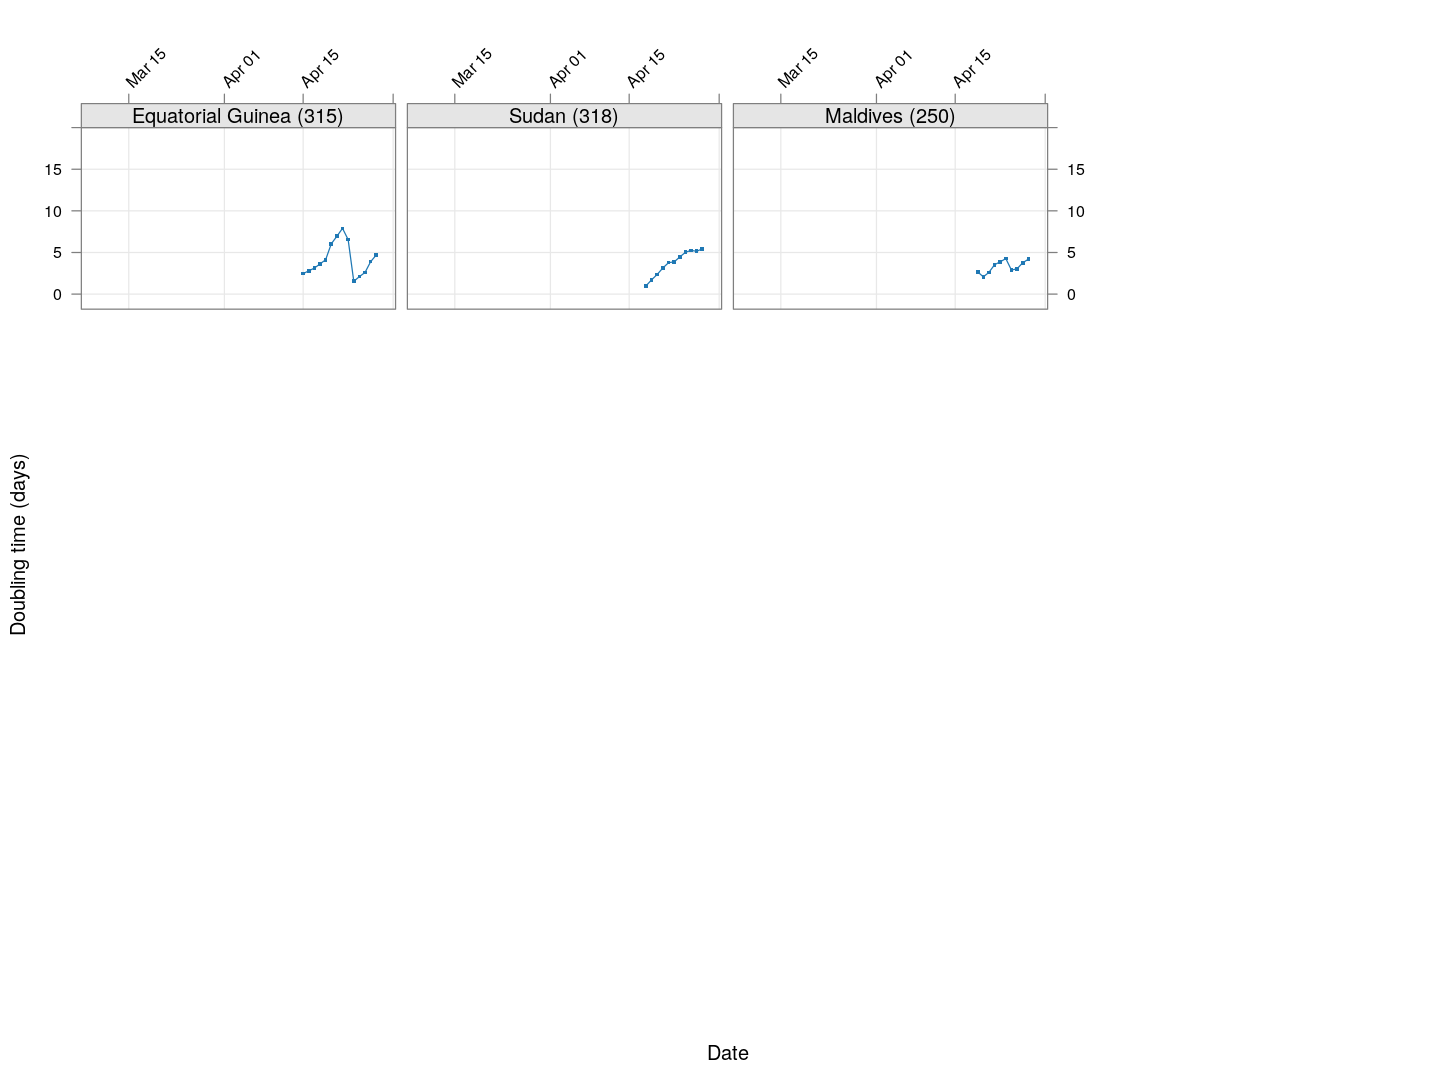 Mar 15 Apr 01 Apr 15 Mar 15 Apr 01 Apr 15 Mar 15 Apr 01 Apr 15
Equatorial Guinea (315) Sudan (318) Maldives (250)
15 15
10 10
5 5
0 0
Doubling time (days)
Date